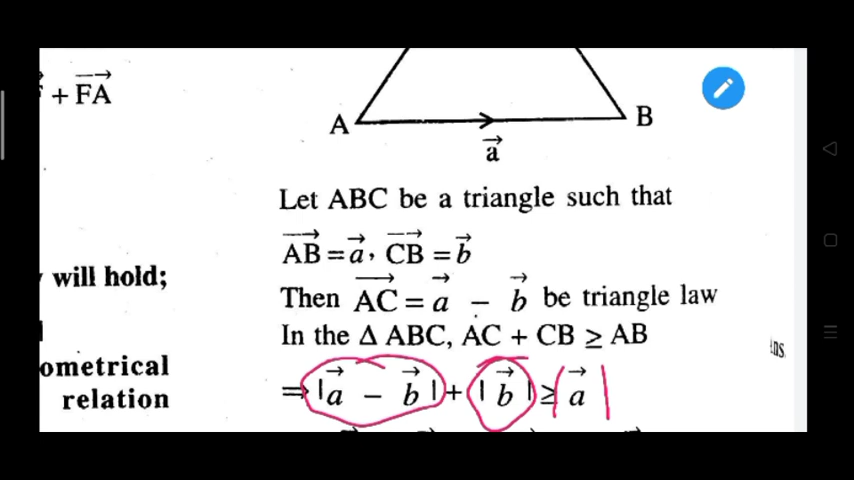 + FA
A
B
a
Let ABC be a triangle such that
AB = a, CB = b
will hold;
Then AC = a – b be triangle law
In the Δ ABC, AC + CB ≥ AB
ometrical
⇒ |a – b| + |b| ≥ |a|
relation